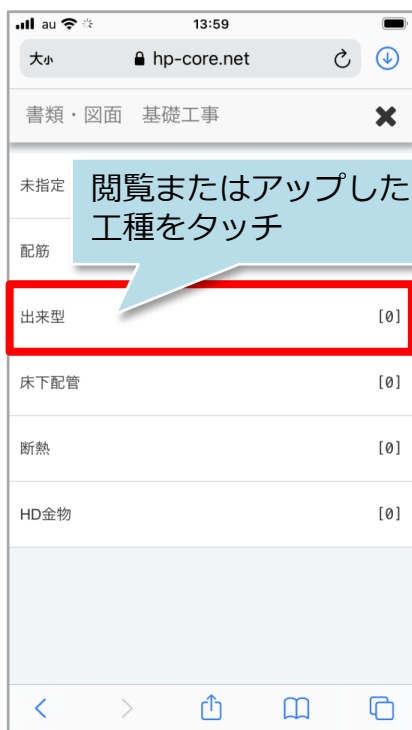 au 13:59
大小 hp-core.net
書類・図面 基礎工事
未指定
閲覧またはアップした
工種をタッチ
配筋
出来型 [0]
床下配管 [0]
断熱 [0]
HD金物 [0]